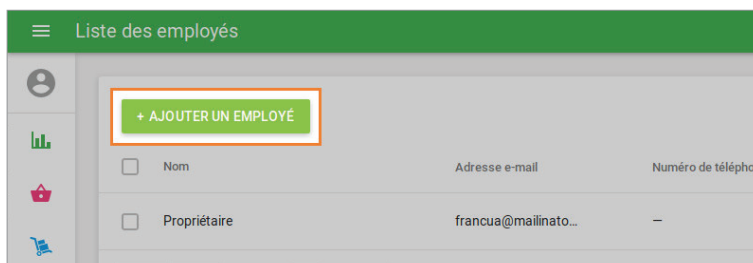 Liste des employés
+ AJOUTER UN EMPLOYÉ
Nom Adresse e-mail Numéro de télépho
Propriétaire francua@mailinato... —